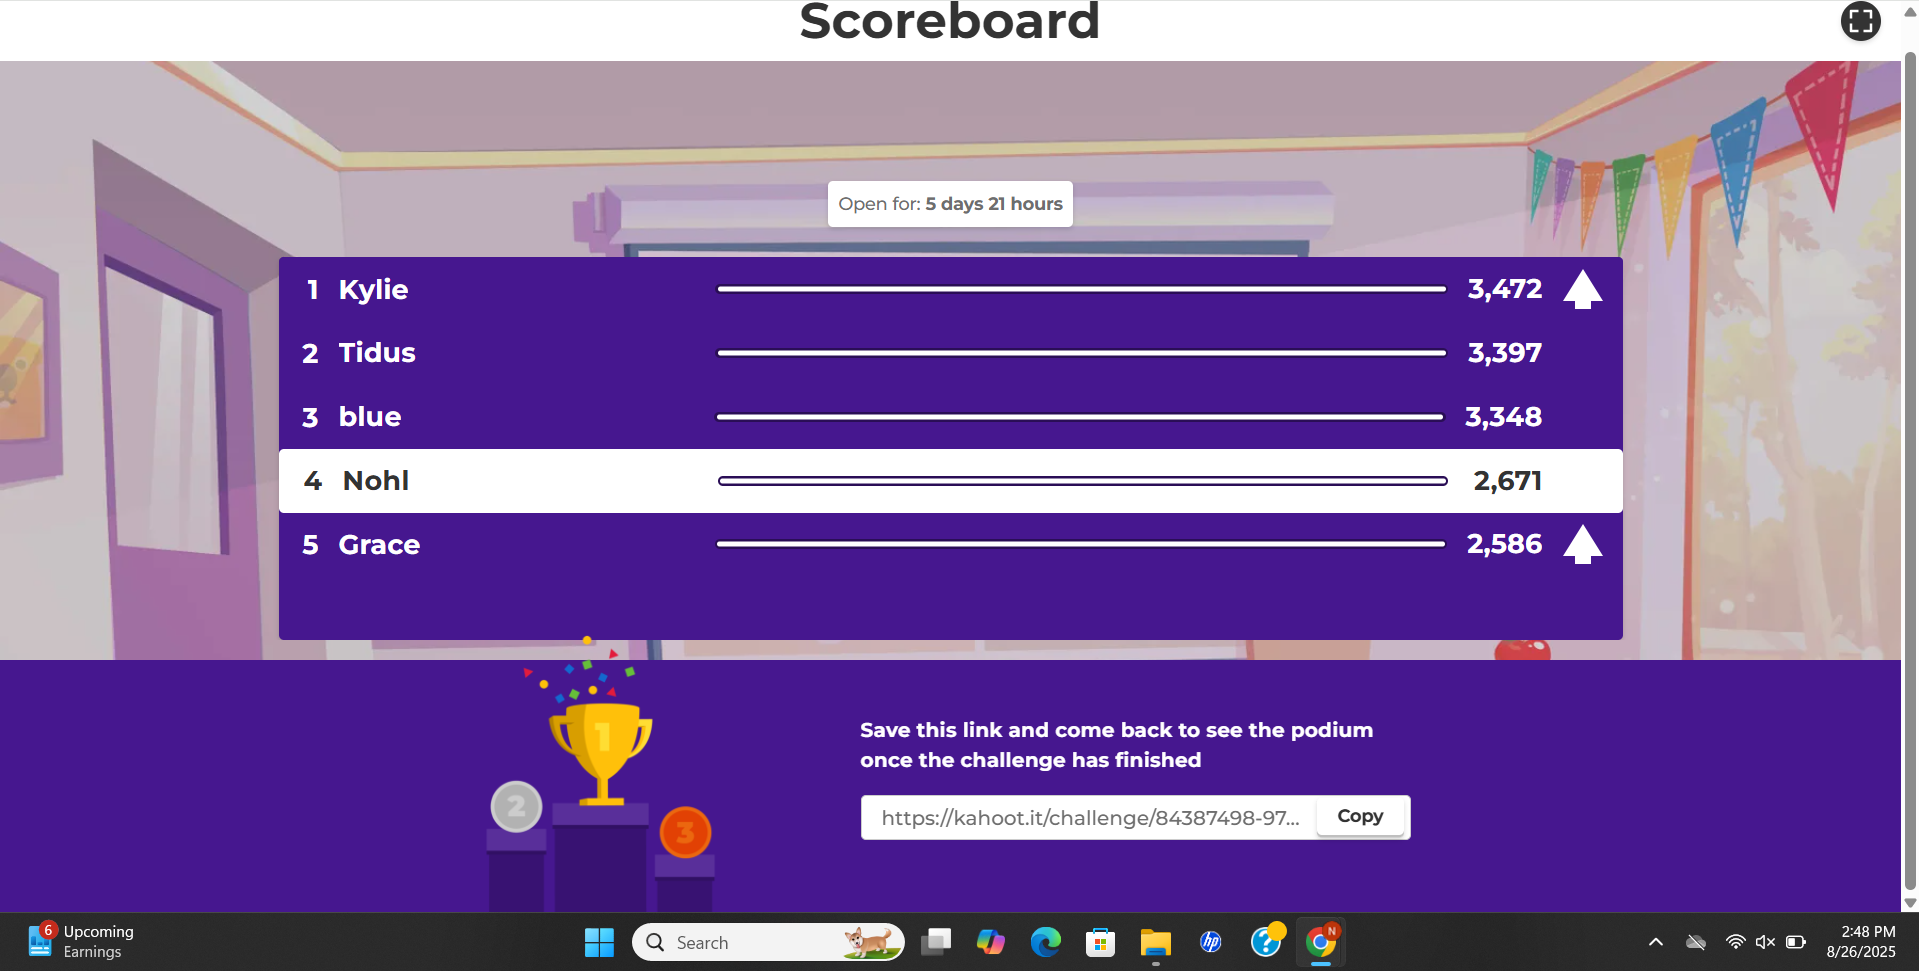 Scoreboard
Open for: 5 days 21 hours
1 Kylie 3,472
2 Tidus 3,397
3 blue 3,348
4 Nohl 2,671
5 Grace 2,586
1
2
3
Save this link and come back to see the podium
once the challenge has finished
https://kahoot.it/challenge/84387498-97... Copy
6
Upcoming
Earnings
Search
hp
?
N
2:48 PM
8/26/2025